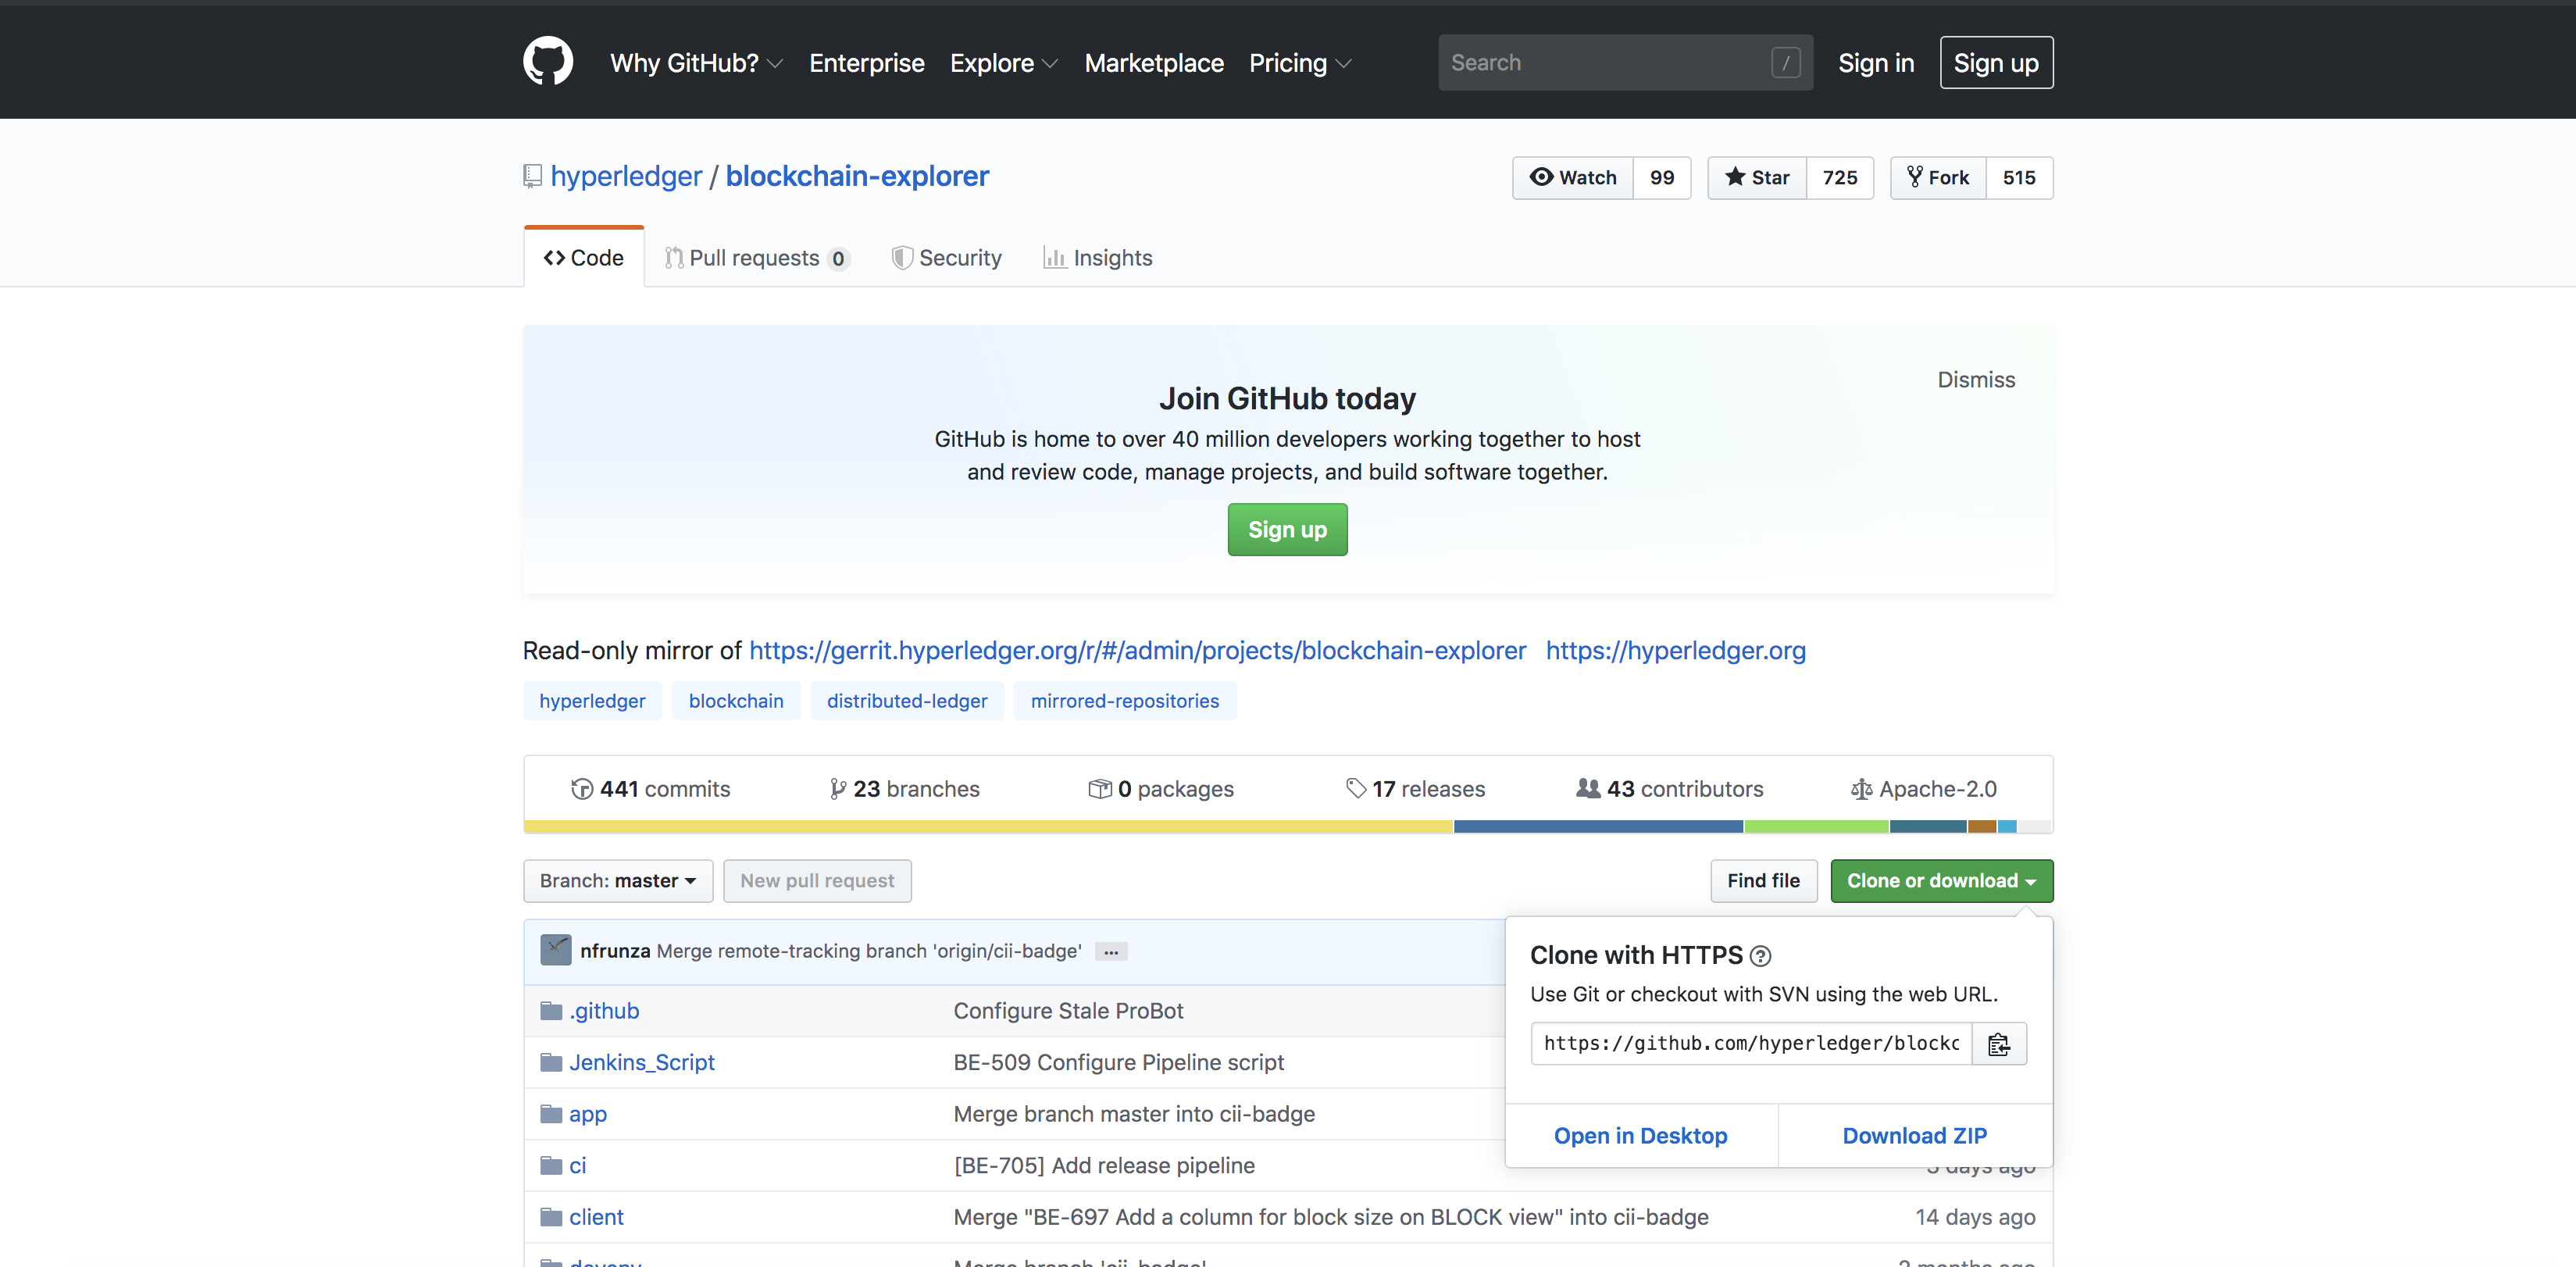 Why GitHub? Enterprise Explore Marketplace Pricing Search / Sign in Sign up
hyperledger / blockchain-explorer Watch 99 Star 725 Fork 515
Code Pull requests 0 Security Insights
Dismiss
Join GitHub today
GitHub is home to over 40 million developers working together to host
and review code, manage projects, and build software together.
Sign up
Read-only mirror of https://gerrit.hyperledger.org/r/#/admin/projects/blockchain-explorer https://hyperledger.org
hyperledger blockchain distributed-ledger mirrored-repositories
441 commits 23 branches 0 packages 17 releases 43 contributors Apache-2.0
Branch: master New pull request Find file Clone or download
nfrunza Merge remote-tracking branch 'origin/cii-badge' ...
Clone with HTTPS ?
Use Git or checkout with SVN using the web URL.
https://github.com/hyperledger/blockc
Open in Desktop Download ZIP
.github Configure Stale ProBot
Jenkins_Script BE-509 Configure Pipeline script
app Merge branch master into cii-badge
ci [BE-705] Add release pipeline days ago
client Merge "BE-697 Add a column for block size on BLOCK view" into cii-badge 14 days ago
Merge branch 'cii-badge' months ago